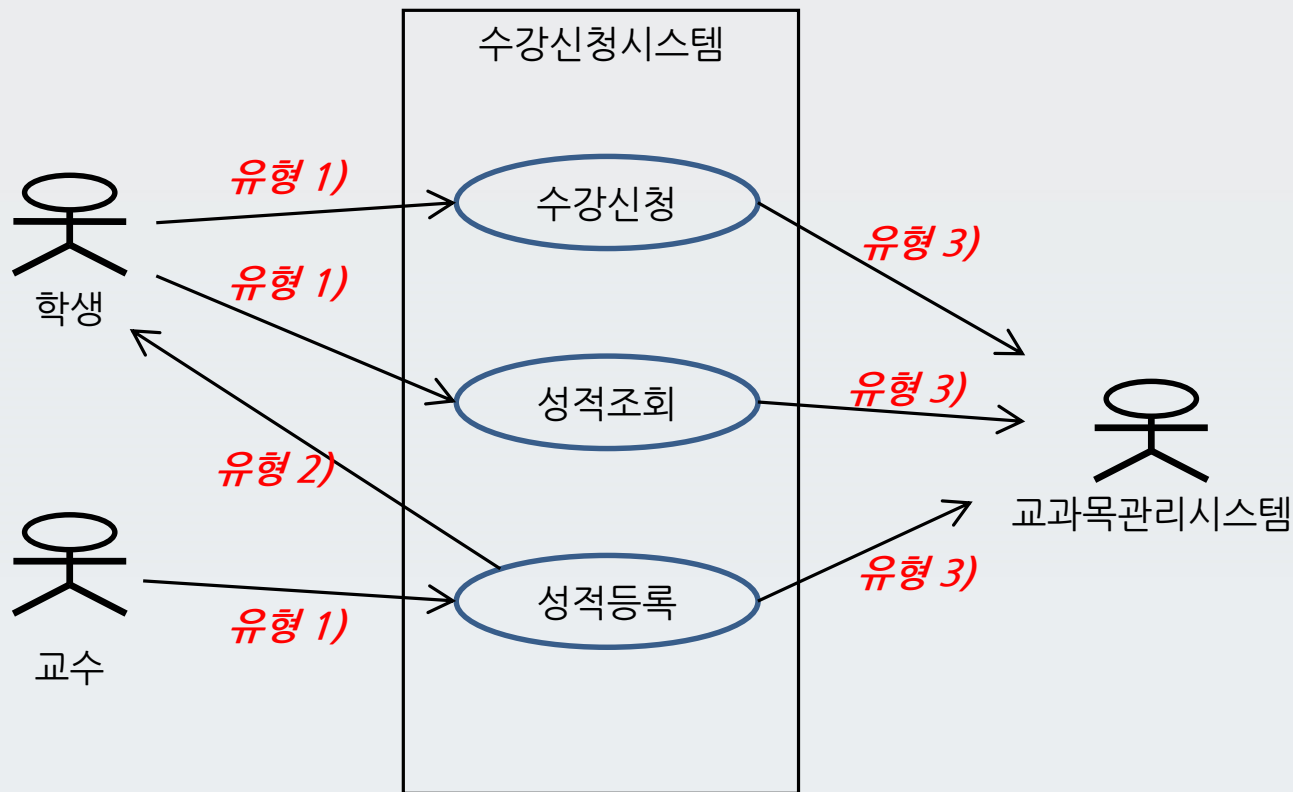 수강신청시스템
유형 1)
수강신청
유형 3)
학생
유형 1)
성적조회
유형 3)
유형 2)
교과목관리시스템
성적등록
유형 3)
유형 1)
교수